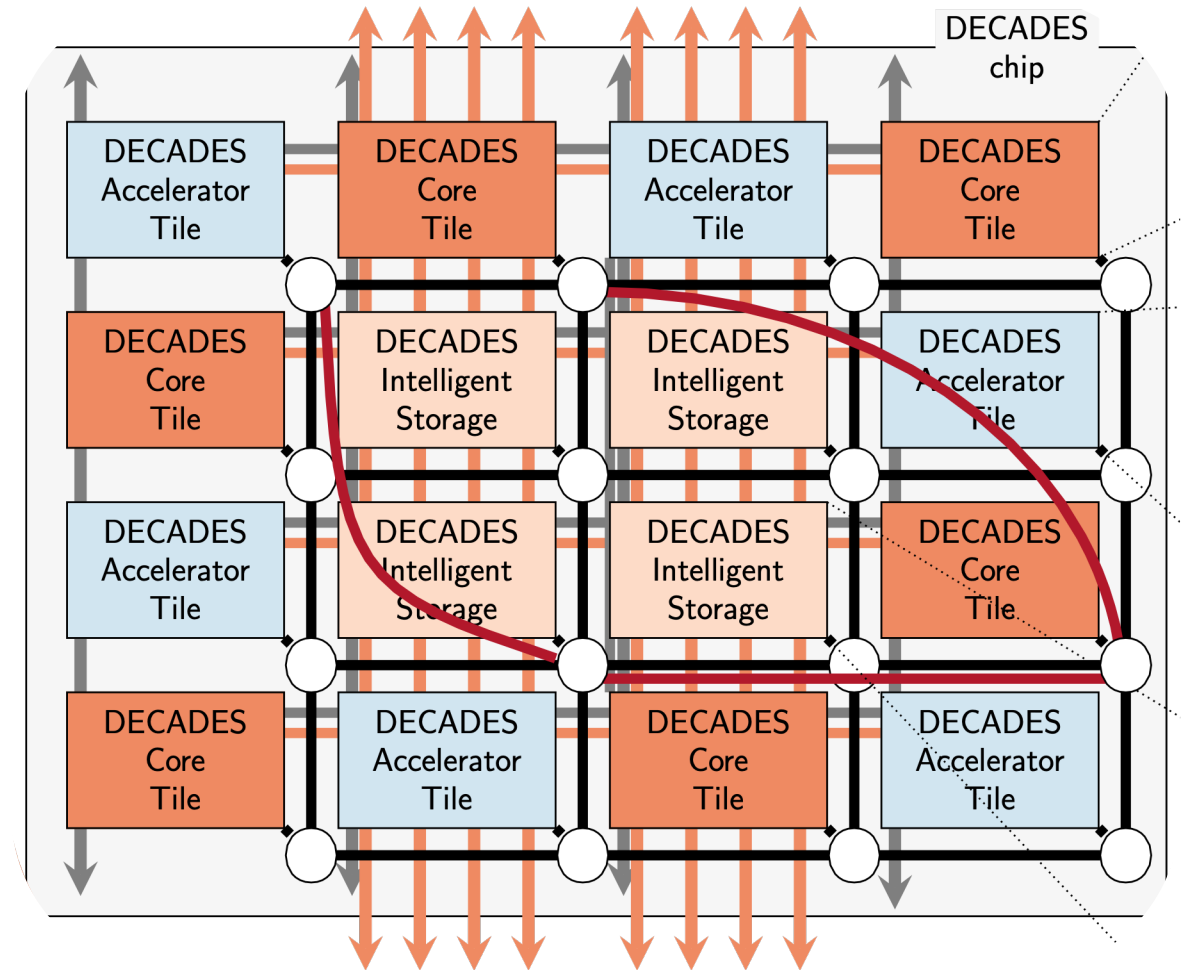 DECADES
chip
DECADES
Accelerator
Tile
DECADES
Core
Tile
DECADES
Accelerator
Tile
DECADES
Core
Tile
DECADES
Core
Tile
DECADES
Intelligent
Storage
DECADES
Intelligent
Storage
DECADES
Accelerator
Tile
DECADES
Accelerator
Tile
DECADES
Intelligent
Storage
DECADES
Intelligent
Storage
DECADES
Core
Tile
DECADES
Core
Tile
DECADES
Accelerator
Tile
DECADES
Core
Tile
DECADES
Accelerator
Tile